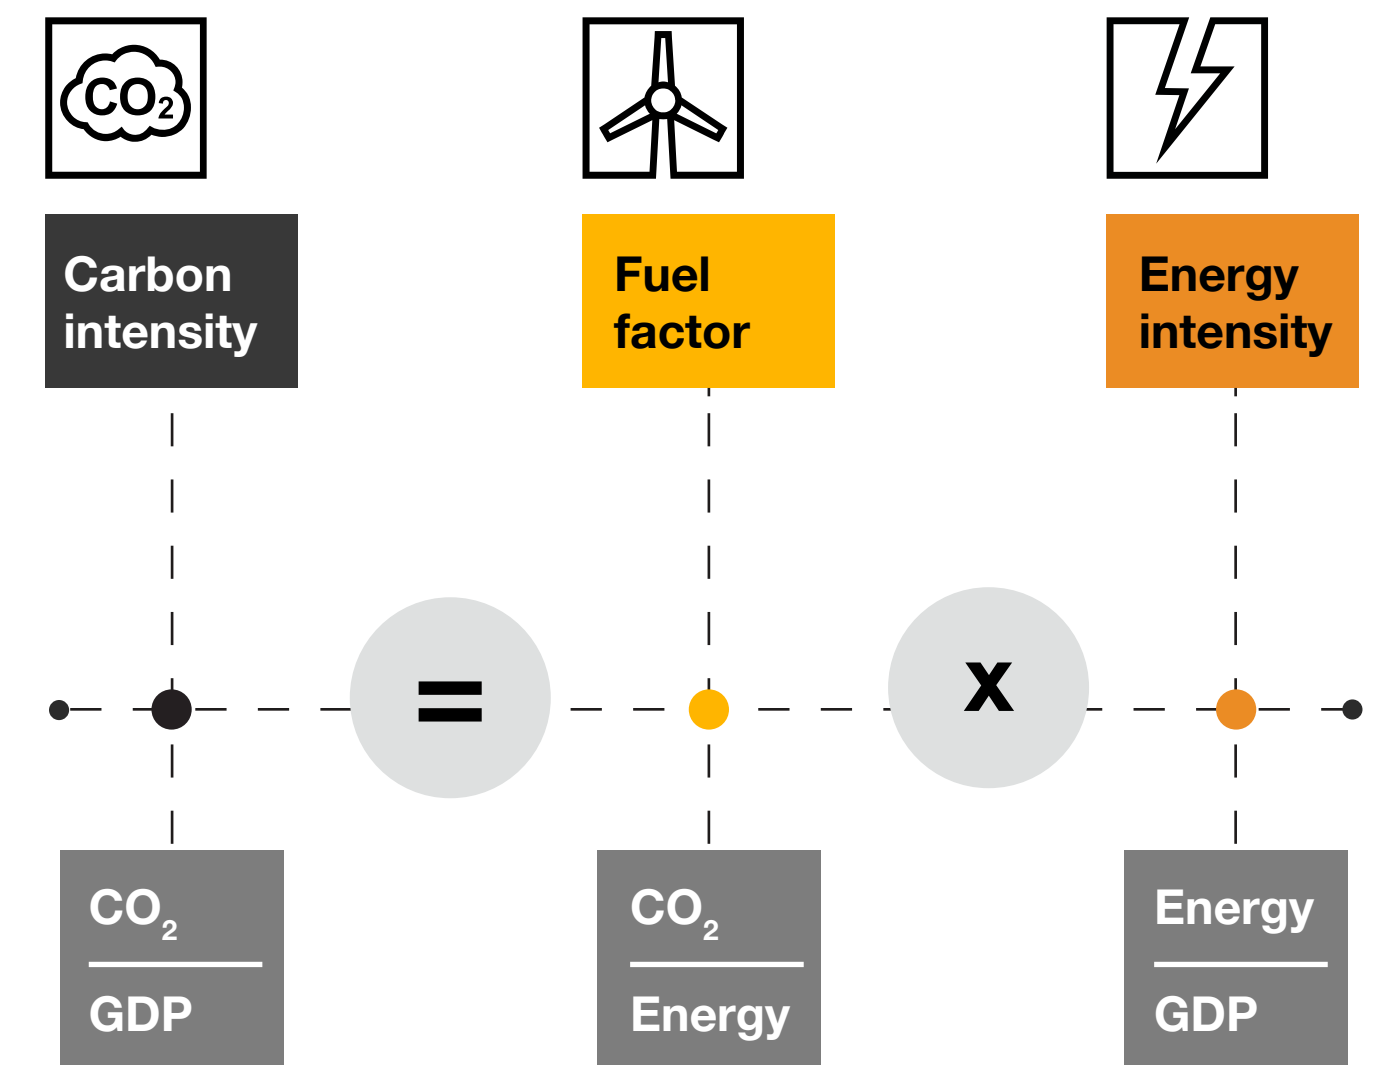 CO₂
Carbon
intensity
Fuel
factor
Energy
intensity
=
x
CO₂
GDP
CO₂
Energy
Energy
GDP